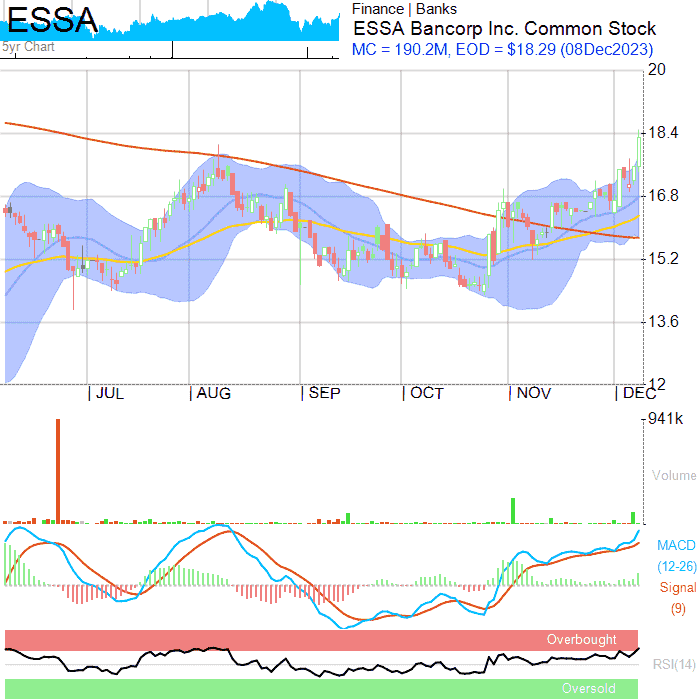 ESSA
5yr Chart
Finance | Banks
ESSA Bancorp Inc. Common Stock
MC = 190.2M, EOD = $18.29 (08Dec2023)
20
18.4
16.8
15.2
13.6
12
JUL AUG SEP OCT NOV DEC
941k
Volume
MACD
(12-26)
Signal
(9)
Overbought
RSI(14)
Oversold